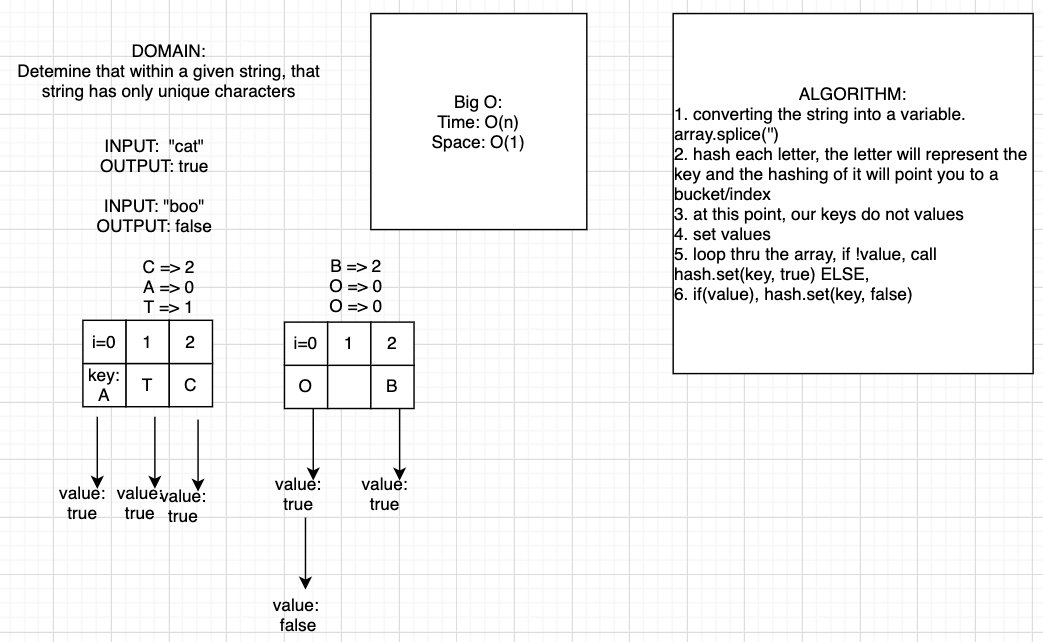 DOMAIN:
Detemine that within a given string, that
string has only unique characters
INPUT: "cat"
OUTPUT: true
INPUT: "boo"
OUTPUT: false
Big O:
Time: O(n)
Space: O(1)
ALGORITHM:
1. converting the string into a variable.
array.splice('')
2. hash each letter, the letter will represent the
key and the hashing of it will point you to a
bucket/index
3. at this point, our keys do not values
4. set values
5. loop thru the array, if !value, call
hash.set(key, true) ELSE,
6. if(value), hash.set(key, false)
C => 2
A => 0
T => 1
i=0 1 2
key: A T C
value: true
value: true
value: true
B => 2
O => 0
O => 0
i=0 1 2
O B
value: true
value: true
value: false